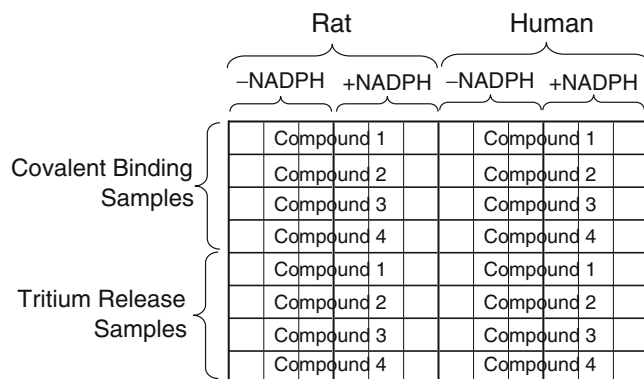 Rat Human
−NADPH +NADPH −NADPH +NADPH
Compound 1 Compound 1
Covalent Binding Samples
Compound 2 Compound 2
Compound 3 Compound 3
Compound 4 Compound 4
Compound 1 Compound 1
Tritium Release Samples
Compound 2 Compound 2
Compound 3 Compound 3
Compound 4 Compound 4